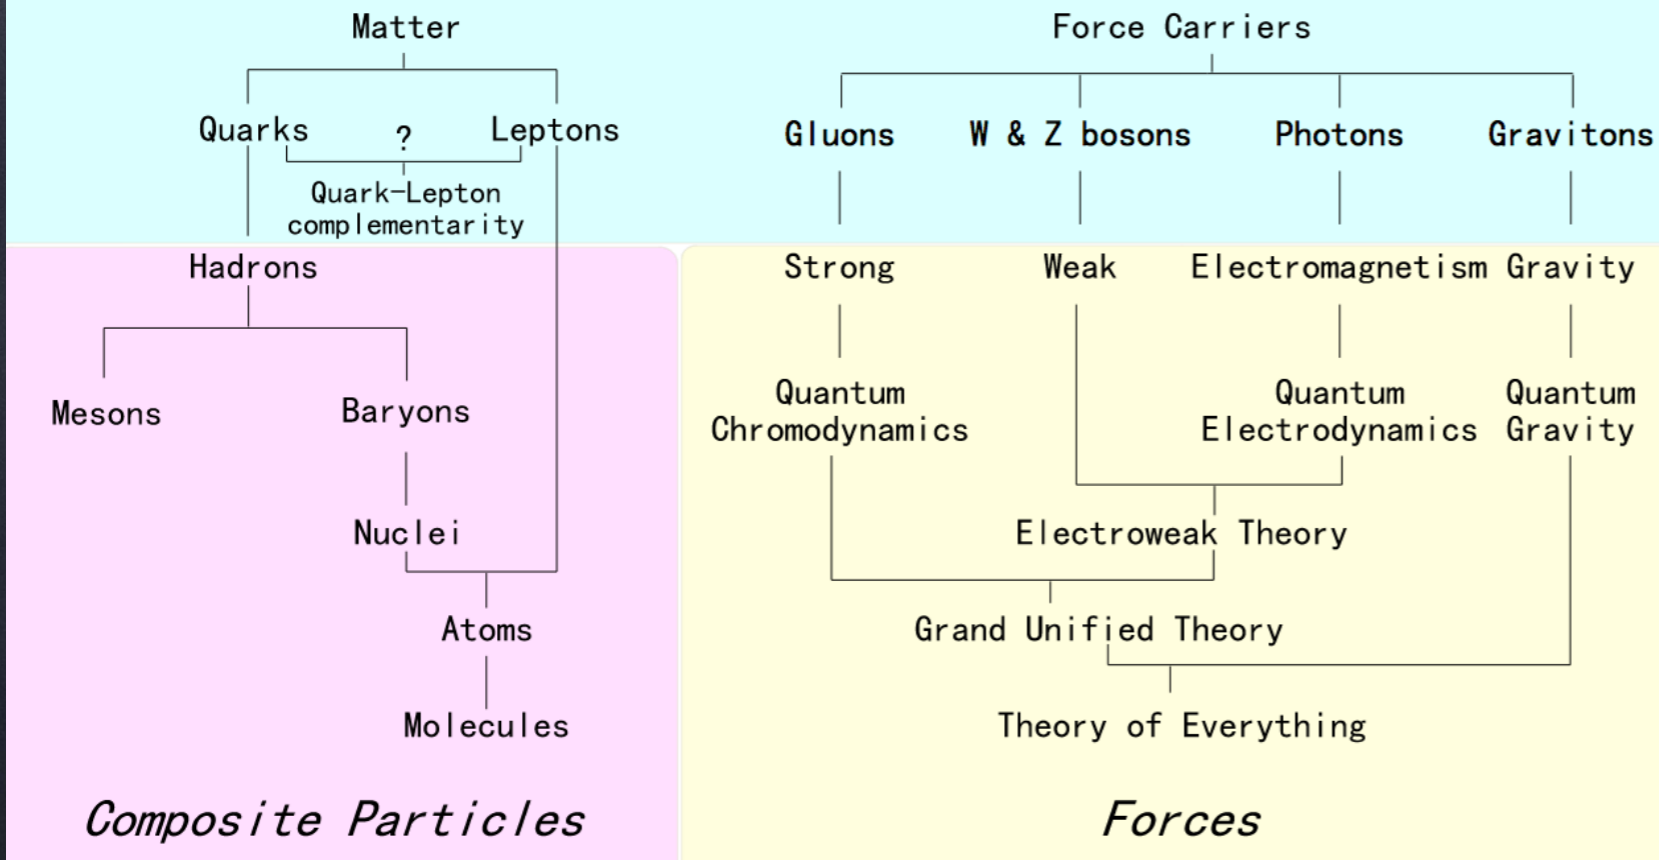 Matter
Force Carriers
Quarks
?
Leptons
Gluons
W & Z bosons
Photons
Gravitons
Quark-Lepton
complementarity
Hadrons
Strong
Weak
Electromagnetism
Gravity
Mesons
Baryons
Quantum
Chromodynamics
Quantum
Electrodynamics
Quantum
Gravity
Nuclei
Electroweak Theory
Atoms
Grand Unified Theory
Molecules
Theory of Everything
Composite Particles
Forces